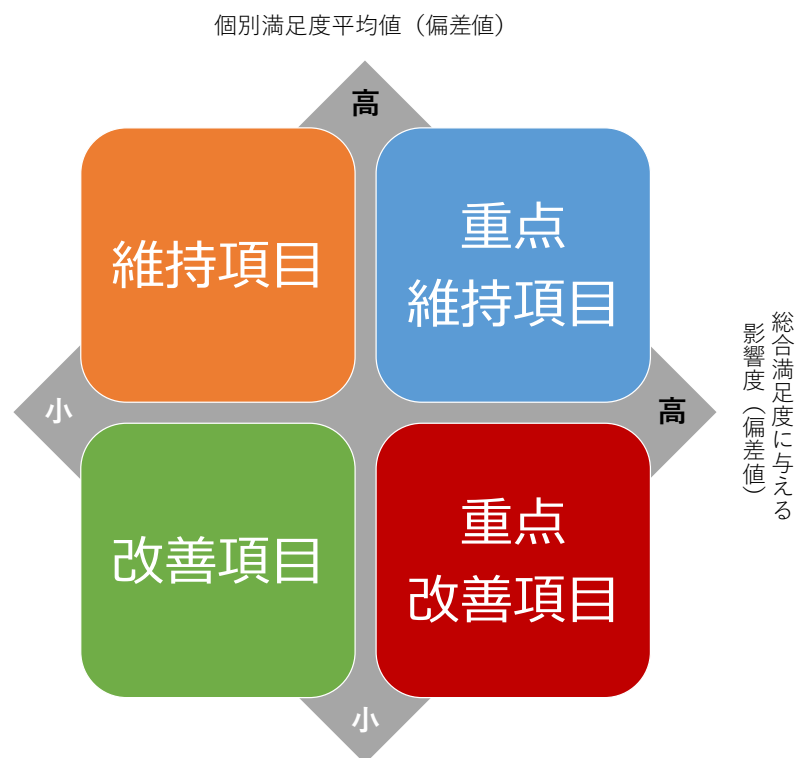 個別満足度平均値（偏差値）
高
維持項目
重点
維持項目
総合満足度に与える
影響度（偏差値）
小
高
改善項目
重点
改善項目
小